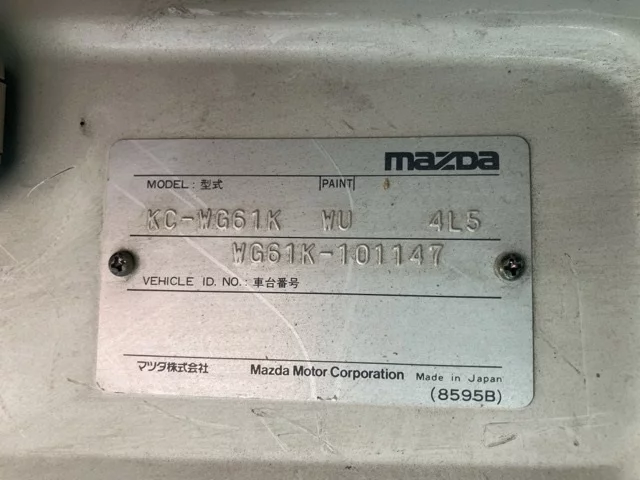 mazda
MODEL: 型式 PAINT
KC-WG61K WU 4L5
WG61K-101147
VEHICLE ID. NO.: 車台番号
マツダ株式会社 Mazda Motor Corporation Made in Japan
(8595B)